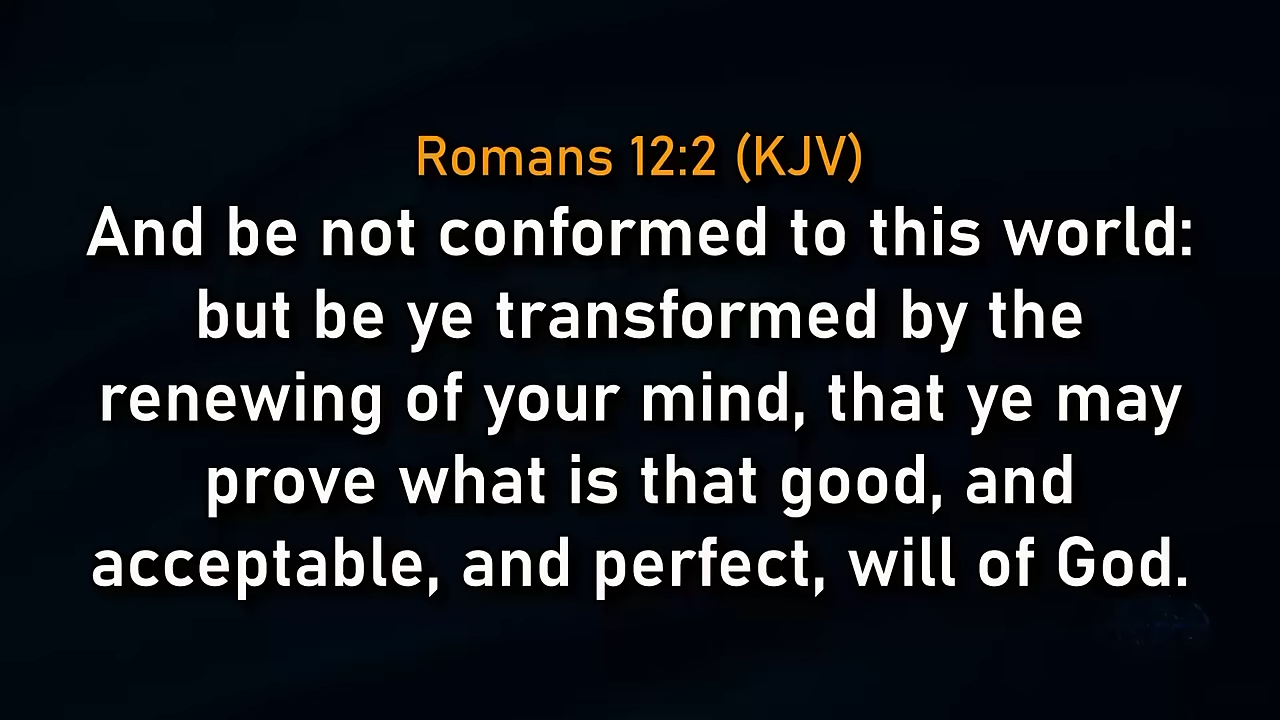 Romans 12:2 (KJV)
And be not conformed to this world:
but be ye transformed by the
renewing of your mind, that ye may
prove what is that good, and
acceptable, and perfect, will of God.